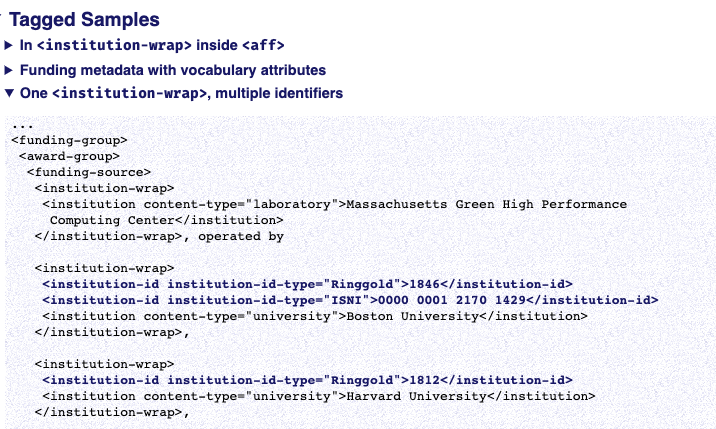 Tagged Samples
▶ In <institution-wrap> inside <aff>
▶ Funding metadata with vocabulary attributes
▼ One <institution-wrap>, multiple identifiers
...
<funding-group>
<award-group>
<funding-source>
<institution-wrap>
<institution content-type="laboratory">Massachusetts Green High Performance
Computing Center</institution>
</institution-wrap>, operated by
<institution-wrap>
<institution-id institution-id-type="Ringgold">1846</institution-id>
<institution-id institution-id-type="ISNI">0000 0001 2170 1429</institution-id>
<institution content-type="university">Boston University</institution>
</institution-wrap>,
<institution-wrap>
<institution-id institution-id-type="Ringgold">1812</institution-id>
<institution content-type="university">Harvard University</institution>
</institution-wrap>,